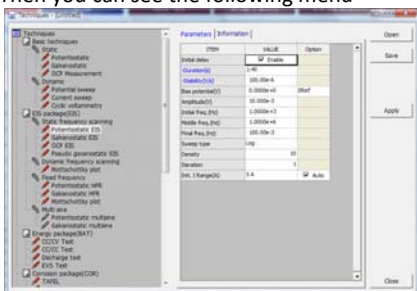 Then you can see the following menu
Techniques - [Untitled]
Techniques
Basic techniques
Static
Potentiostatic
Galvanostatic
OCP Measurement
Dynamic
Potential sweep
Current sweep
Cyclic voltammetry
EIS package(EIS)
Static frequency scanning
Potentiostatic EIS
Galvanostatic EIS
OCP EIS
Pseudo galvanostatic EIS
Dynamic frequency scanning
Mottschottky plot
Fixed frequency
Potentiostatic HFR
Galvanostatic HFR
Mottschottky plot
Multi sine
Potentiostatic multisine
Galvanostatic multisine
Energy package(BAT)
CC/CV Test
CC/CC Test
Decharge test
EVS Test
Corrosion package(COR)
TAFEL
Parameters Information
ITEM VALUE Option
Initial delay Enable
-Duration(s) 1:40
-Stability(V/s) 100.00e-6
Bias potential(V) 0.0000e+0 ERef
Amplitude(V) 10.000e-3
Initial freq.(Hz) 1.0000e+3
Middle freq.(Hz) 1.0000e+6
Final freq.(Hz) 100.00e-3
Sweep type Log
Density 10
Iteration 1
Init. I Range(A) Auto
Open
Save
Apply
Close